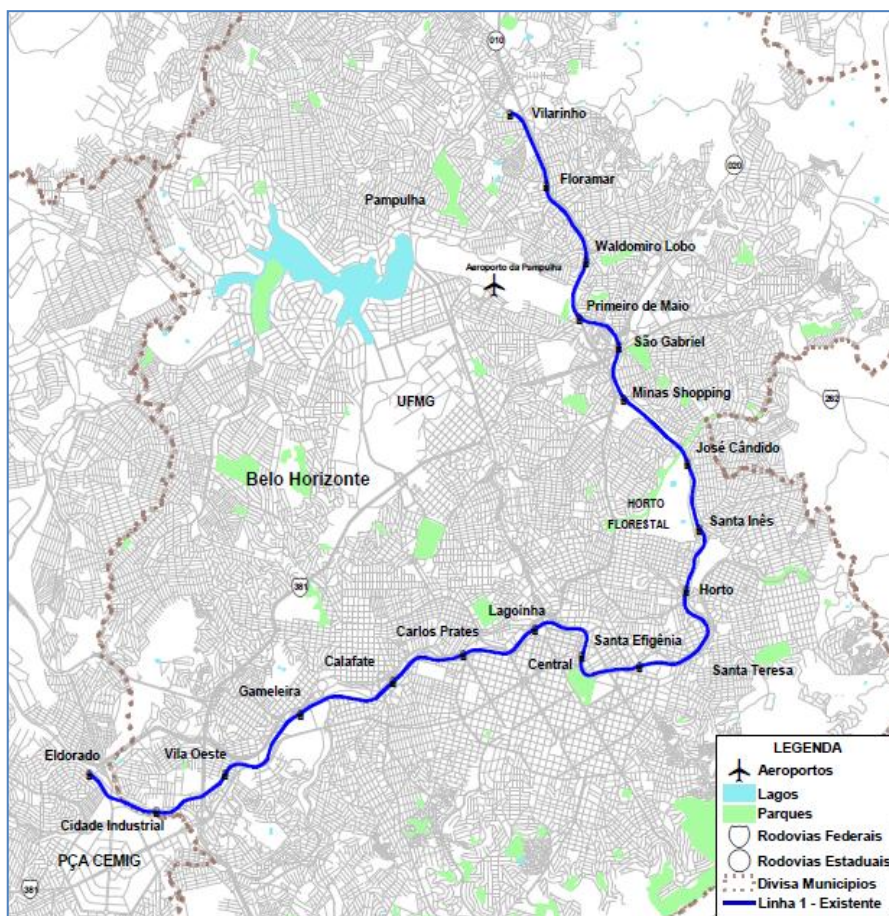 010
Vilarinho
Floramar
020
Pampulha
Waldomiro Lobo
Aeroporto da Pampulha
Primeiro de Maio
São Gabriel
Minas Shopping
262
UFMG
José Cândido
Belo Horizonte
HORTO
FLORESTAL
Santa Inês
381
Horto
Lagoinha
Carlos Prates
Santa Efigênia
Calafate
Central
Santa Teresa
Gameleira
Eldorado
Vila Oeste
Cidade Industrial
PÇA CEMIG
381
LEGENDA
Aeroportos
Lagos
Parques
Rodovias Federais
Rodovias Estaduais
Divisa Municipios
Linha 1 - Existente